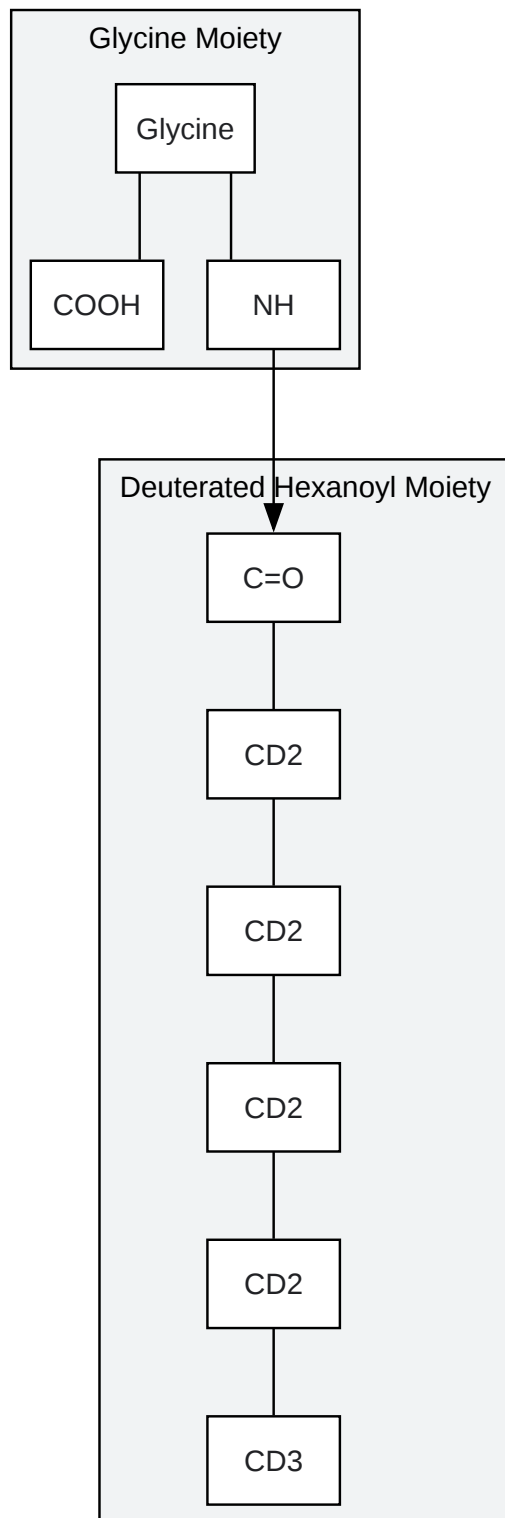 Glycine Moiety
Glycine
COOH
NH
Deuterated Hexanoyl Moiety
C=O
CD2
CD2
CD2
CD2
CD3